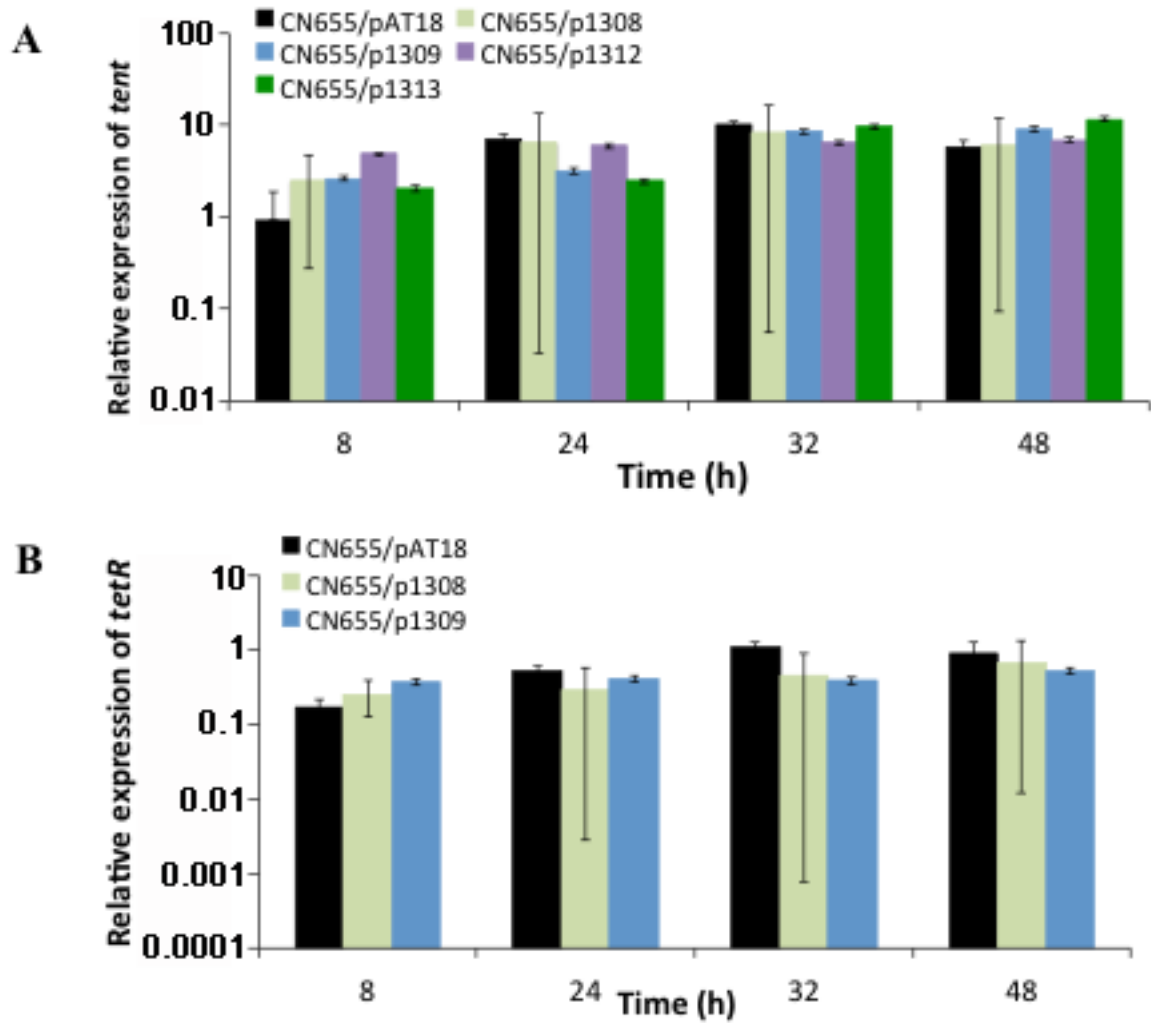 A
CN655/pAT18 CN655/p1308
CN655/p1309 CN655/p1312
CN655/p1313
Relative expression of tent
100
10
1
0.1
0.01
8 24 32 48
Time (h)
B
CN655/pAT18
CN655/p1308
CN655/p1309
Relative expression of tetR
10
1
0.1
0.01
0.001
0.0001
8 24 32 48
Time (h)